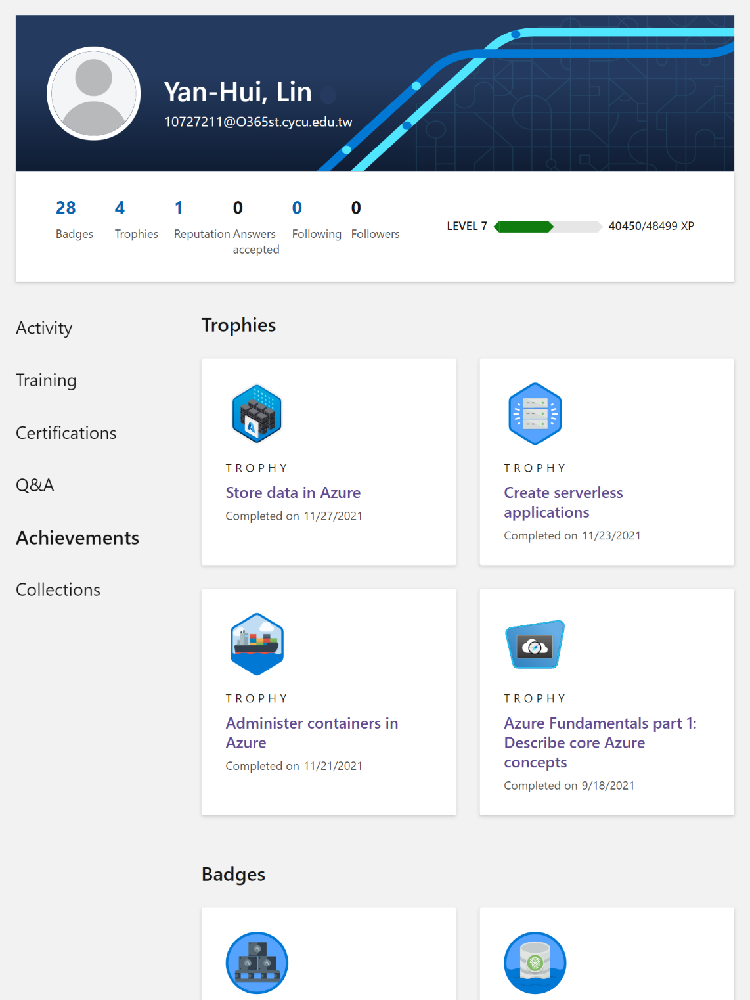 Yan-Hui, Lin
10727211@O365st.cycu.edu.tw
28
Badges
4
Trophies
1
Reputation
0
Answers
accepted
0
Following
0
Followers
LEVEL 7
40450/48499 XP
Activity
Training
Certifications
Q&A
Achievements
Collections
Trophies
TROPHY
Store data in Azure
Completed on 11/27/2021
TROPHY
Create serverless
applications
Completed on 11/23/2021
TROPHY
Administer containers in
Azure
Completed on 11/21/2021
TROPHY
Azure Fundamentals part 1:
Describe core Azure
concepts
Completed on 9/18/2021
Badges